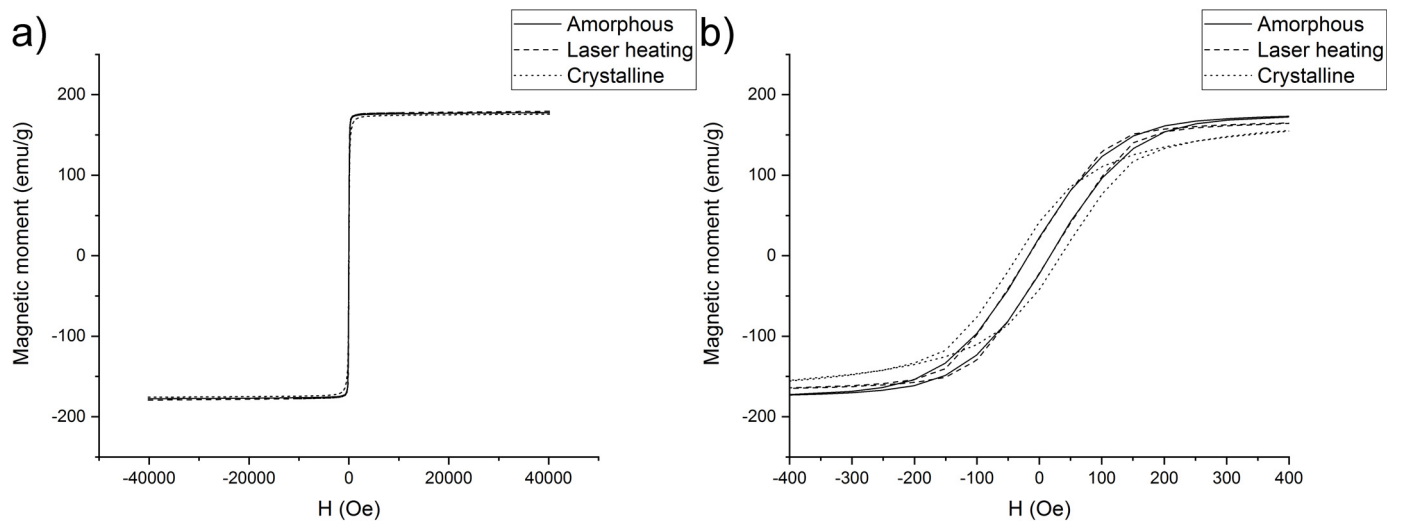 a)
Amorphous
Laser heating
Crystalline
200
100
0
-100
-200
Magnetic moment (emu/g)
-40000 -20000 0 20000 40000
H (Oe)
b)
Amorphous
Laser heating
Crystalline
200
100
0
-100
-200
Magnetic moment (emu/g)
-400 -300 -200 -100 0 100 200 300 400
H (Oe)